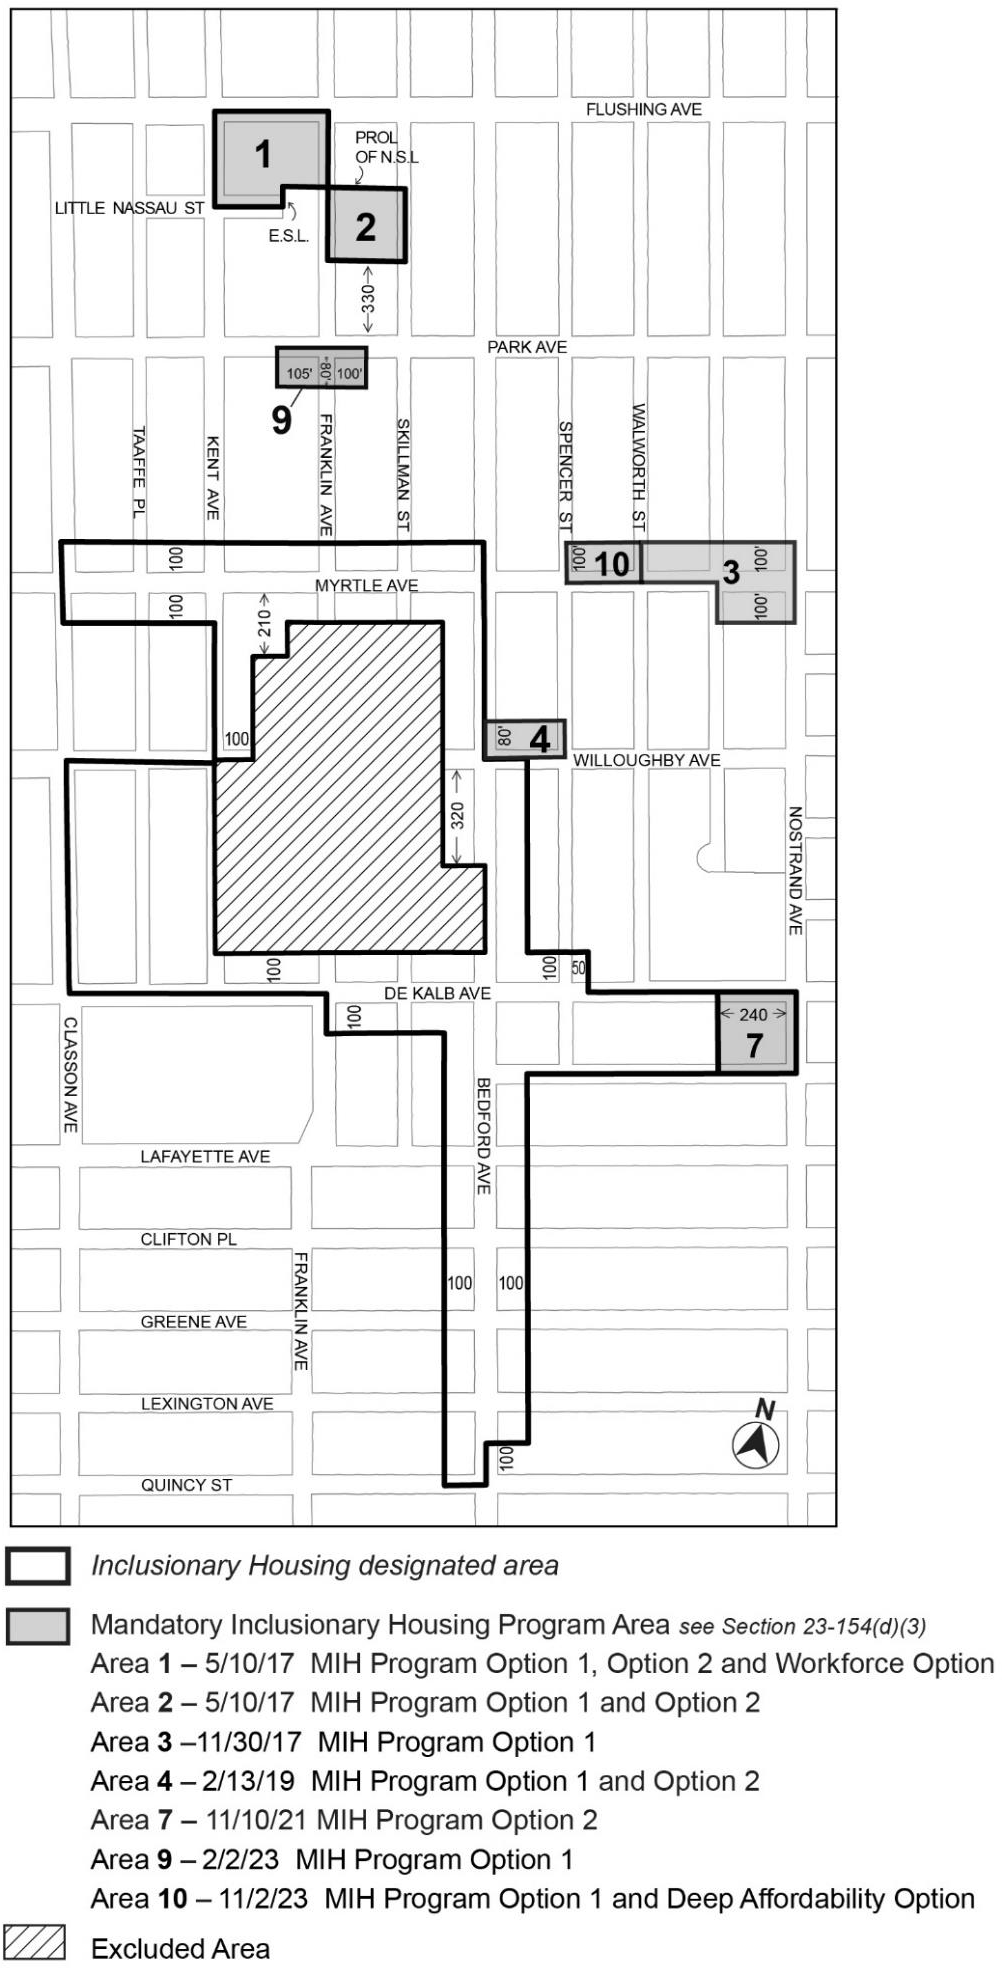 FLUSHING AVE
1
PROL
OF N.S.L
LITTLE NASSAU ST
E.S.L.
2
330
PARK AVE
105'
80'
100'
9
TAAFFE PL
KENT AVE
FRANKLIN AVE
SKILLMAN ST
SPENCER ST
WALWORTH ST
100
100'
10
3
100'
MYRTLE AVE
100
210
100'
100
80'
4
WILLOUGHBY AVE
320
NOSTRAND AVE
100
100
50
DE KALB AVE
100
240
7
CLASSON AVE
BEDFORD AVE
LAFAYETTE AVE
CLIFTON PL
FRANKLIN AVE
100
100
GREENE AVE
LEXINGTON AVE
N
100
QUINCY ST
Inclusionary Housing designated area
Mandatory Inclusionary Housing Program Area see Section 23-154(d)(3)
Area 1 – 5/10/17 MIH Program Option 1, Option 2 and Workforce Option
Area 2 – 5/10/17 MIH Program Option 1 and Option 2
Area 3 –11/30/17 MIH Program Option 1
Area 4 – 2/13/19 MIH Program Option 1 and Option 2
Area 7 – 11/10/21 MIH Program Option 2
Area 9 – 2/2/23 MIH Program Option 1
Area 10 – 11/2/23 MIH Program Option 1 and Deep Affordability Option
Excluded Area